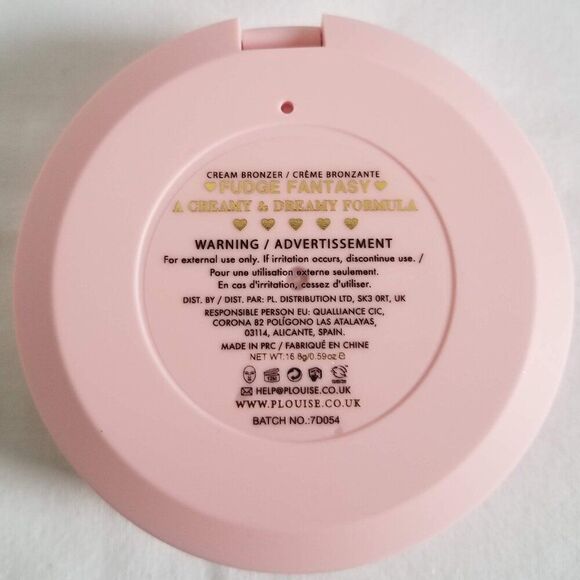 CREAM BRONZER / CRÈME BRONZANTE
FUDGE FANTASY
A CREAMY & DREAMY FORMULA
WARNING / ADVERTISSEMENT
For external use only. If irritation occurs, discontinue use. /
Pour une utilisation externe seulement.
En cas d'irritation, cessez d'utiliser.
DIST. BY / DIST. PAR: PL. DISTRIBUTION LTD, SK3 0RT, UK
RESPONSIBLE PERSON EU: QUALLIANCE CIC,
CORONA 82 POLÍGONO LAS ATALAYAS,
03114, ALICANTE, SPAIN.
MADE IN PRC / FABRIQUÉ EN CHINE
NET WT: 16.8g/0.59oz e
HELP@PLOUISE.CO.UK
WWW.PLOUISE.CO.UK
BATCH NO.:7D054